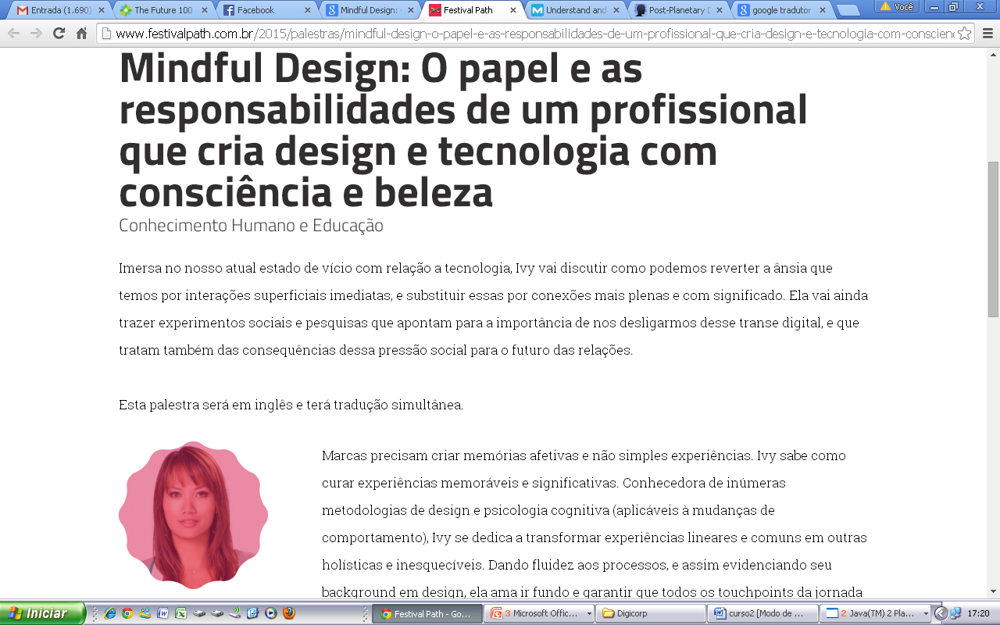 Entrada (1.690) The Future 100 Facebook Mindful Design: Festival Path Understand and Post-Planetary google tradutor Você
www.festivalpath.com.br/2015/palestras/mindful-design-o-papel-e-as-responsabilidades-de-um-profissional-que-cria-design-e-tecnologia-com-conscienc
Mindful Design: O papel e as
responsabilidades de um profissional
que cria design e tecnologia com
consciência e beleza
Conhecimento Humano e Educação
Imersa no nosso atual estado de vício com relação a tecnologia, Ivy vai discutir como podemos reverter a ânsia que
temos por interações superficiais imediatas, e substituir essas por conexões mais plenas e com significado. Ela vai ainda
trazer experimentos sociais e pesquisas que apontam para a importância de nos desligarmos desse transe digital, e que
tratam também das consequências dessa pressão social para o futuro das relações.
Esta palestra será em inglês e terá tradução simultânea.
Marcas precisam criar memórias afetivas e não simples experiências. Ivy sabe como
curar experiências memoráveis e significativas. Conhecedora de inúmeras
metodologias de design e psicologia cognitiva (aplicáveis à mudanças de
comportamento), Ivy se dedica a transformar experiências lineares e comuns em outras
holísticas e inesquecíveis. Dando fluidez aos processos, e assim evidenciando seu
background em design, ela ama ir fundo e garantir que todos os touchpoints da jornada
Iniciar Festival Path - Go... 3 Microsoft Offic... Digicorp curso2 [Modo de ... 2 Java(TM) 2 Pla... 17:20